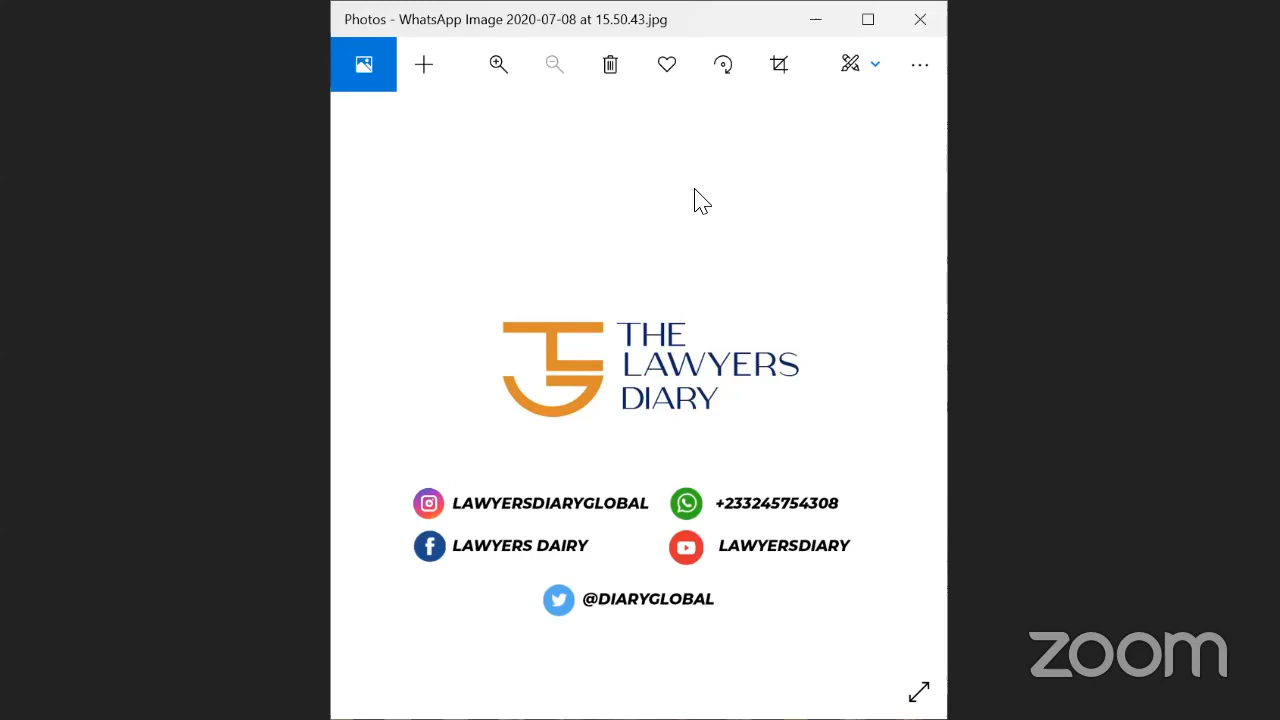 Photos - WhatsApp Image 2020-07-08 at 15.50.43.jpg
THE
LAWYERS
DIARY
LAWYERSDIARYGLOBAL
+233245754308
LAWYERS DAIRY
LAWYERSDIARY
@DIARYGLOBAL
zoom